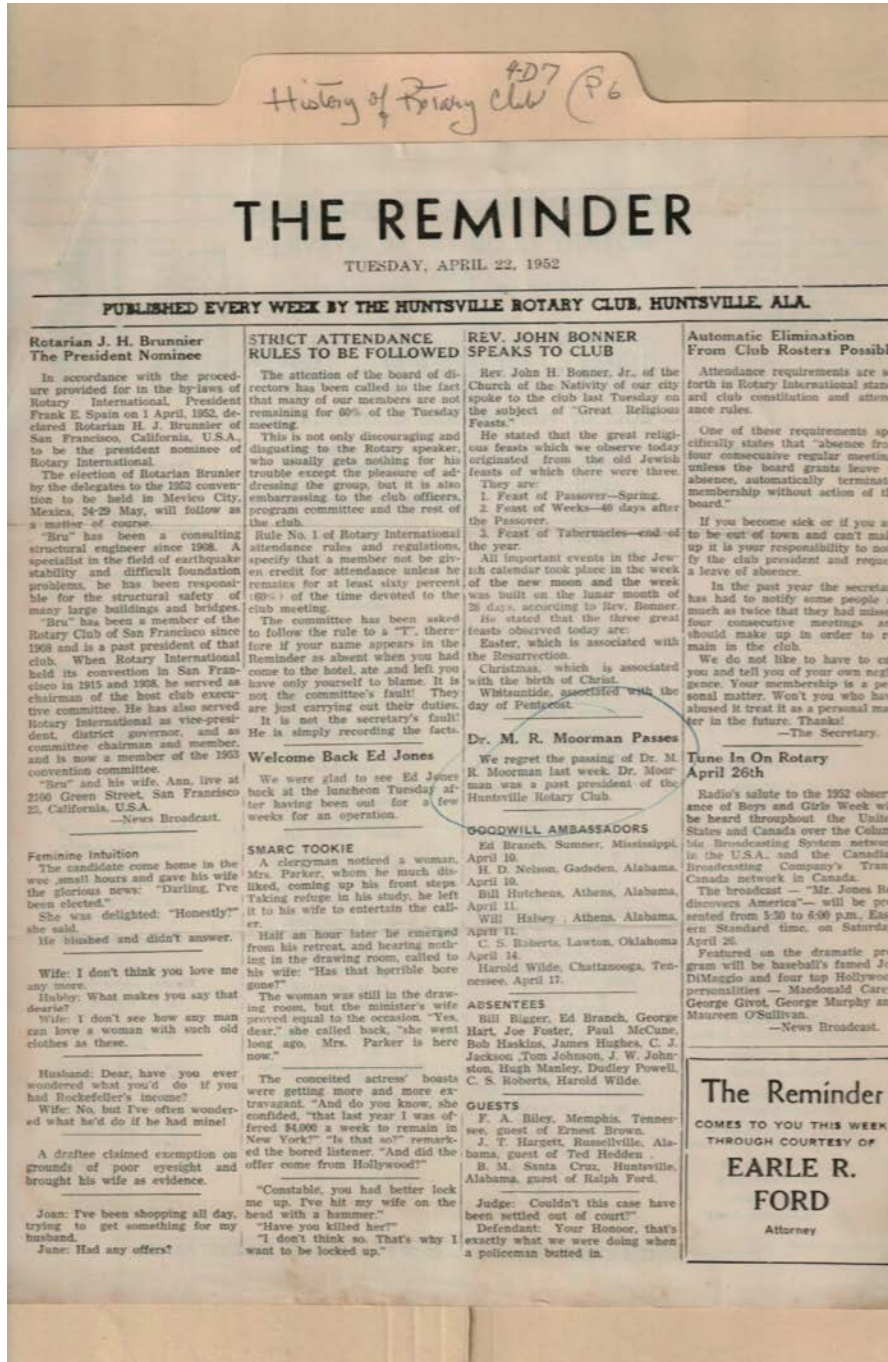 4-D7
History of Rotary Club (P6
THE REMINDER
TUESDAY, APRIL 22, 1952
PUBLISHED EVERY WEEK BY THE HUNTSVILLE ROTARY CLUB, HUNTSVILLE, ALA.
Rotarian J. H. Brunnier
The President Nominee
In accordance with the proced-
ure provided for in the by-laws of
Rotary International, President
Frank E. Spain on 1 April, 1952, de-
clared Rotarian H. J. Brunnier of
San Francisco, California, U.S.A.,
to be the president nominee of
Rotary International.
The election of Rotarian Brunier
by the delegates to the 1952 conven-
tion to be held in Mevico City,
Mexica, 24-29 May, will follow as
a matter of course.
"Bru" has been a consulting
structural engineer since 1908. A
specialist in the field of earthquake
stability and difficult foundation
problems, he has been responsi-
ble for the structural safety of
many large buildings and bridges.
"Bru" has been a member of the
Rotary Club of San Francisco since
1908 and is a past president of that
club. When Rotary International
held its convestion in San Fran-
cisco in 1915 and 1938, he served as
chairman of the host club execu-
tive committee. He has also served
Rotary International as vice-presi-
dent, district governor, and as
committee chairman and member,
and is now a member of the 1953
convention committee.
"Bru" and his wife, Ann, live at
2100 Green Street, San Francisco
23, California, U.S.A.
—News Broadcast.
Feminine Intuition
The candidate come home in the
wee small hours and gave his wife
the glorious news: "Darling, I've
been elected."
She was delighted: "Honestly?"
she said.
He blushed and didn't answer.
Wife: I don't think you love me
any more.
Hubby: What makes you say that
dearie?
Wife: I don't see how any man
can love a woman with such old
clothes as these.
Husband: Dear, have you ever
wondered what you'd do if you
had Rockefeller's income?
Wife: No, but I've often wonder-
ed what he'd do if he had mine!
A draftee claimed exemption on
grounds of poor eyesight and
brought his wife as evidence.
Joan: I've been shopping all day,
trying to get something for my
husband.
June: Had any offers?
STRICT ATTENDANCE
RULES TO BE FOLLOWED
The attention of the board of di-
rectors has been called to the fact
that many of our members are not
remaining for 60% of the Tuesday
meeting.
This is not only discouraging and
disgusting to the Rotary speaker,
who usually gets nothing for his
trouble except the pleasure of ad-
dressing the group, but it is also
embarrassing to the club officers,
program committee and the rest of
the club.
Rule No. 1 of Rotary International
attendance rules and regulations,
specify that a member not be giv-
en credit for attendance unless he
remains for at least sixty percent
(60%) of the time devoted to the
club meeting.
The committee has been asked
to follow the rule to a "T", there-
fore if your name appears in the
Reminder as absent when you had
come to the hotel, ate and left you
have only yourself to blame. It is
not the committee's fault! They
are just carrying out their duties.
It is not the secretary's fault!
He is simply recording the facts.
Welcome Back Ed Jones
We were glad to see Ed Jones
back at the luncheon Tuesday af-
ter having been out for a few
weeks for an operation.
SMARC TOOKIE
A clergyman noticed a woman,
Mrs. Parker, whom he much dis-
liked, coming up his front steps.
Taking refuge in his study, he left
it to his wife to entertain the call-
er.
Half an hour later he emerged
from his retreat, and hearing noth-
ing in the drawing room, called to
his wife: "Has that horrible bore
gone?"
The woman was still in the draw-
ing room, but the minister's wife
proved equal to the occasion. "Yes,
dear," she called back, "she went
long ago, Mrs. Parker is here
now."
The conceited actress' boasts
were getting more and more ex-
travagant. "And do you know, she
confided, "that last year I was of-
fered $4,000 a week to remain in
New York?" "Is that so?" remark-
ed the bored listener. "And did the
offer come from Hollywood?"
"Constable, you had better lock
me up. I've hit my wife on the
head with a hammer."
"Have you killed her?"
"I don't think so. That's why I
want to be locked up."
REV. JOHN BONNER
SPEAKS TO CLUB
Rev. John H. Bonner, Jr., of the
Church of the Nativity of our city
spoke to the club last Tuesday on
the subject of "Great Religious
Feasts."
He stated that the great religi-
ous feasts which we observe today
originated from the old Jewish
feasts of which there were three.
They are:
1. Feast of Passover—Spring.
2. Feast of Weeks—40 days after
the Passover.
3. Feast of Tabernacles—end of
the year.
All important events in the Jew-
ish calendar took place in the week
of the new moon and the week
was built on the lunar month of
28 days, according to Rev. Bonner.
He stated that the three great
feasts observed today are:
Easter, which is associated with
the Resurrection.
Christmas, which is associated
with the birth of Christ.
Whitsuntide, associated with the
day of Pentecost.
Dr. M. R. Moorman Passes
We regret the passing of Dr. M.
R. Moorman last week. Dr. Moor-
man was a past president of the
Huntsville Rotary Club.
GOODWILL AMBASSADORS
Ed Branch, Sumner, Mississippi,
April 10.
H. D. Nelson, Gadsden, Alabama,
April 10.
Bill Hutchens, Athens, Alabama,
April 11.
Will Halsey , Athens, Alabama,
April 11.
C. S. Roberts, Lawton, Oklahoma
April 14.
Harold Wilde, Chattanooga, Ten-
nessee, April 17.
ABSENTEES
Bill Bigger, Ed Branch, George
Hart, Joe Foster, Paul McCune,
Bob Haskins, James Hughes, C. J.
Jackson ,Tom Johnson, J. W. John-
ston, Hugh Manley, Dudley Powell,
C. S. Roberts, Harold Wilde.
GUESTS
F. A. Biley, Memphis, Tennes-
see, guest of Ernest Brown.
J. T. Hargett, Russellville, Ala-
bama, guest of Ted Hedden .
B. M. Santa Cruz, Huntsville,
Alabama, guest of Ralph Ford.
Judge: Couldn't this case have
been settled out of court?"
Defendant: Your Honoor, that's
exactly what we were doing when
a policeman butted in.
Automatic Elimination
From Club Rosters Possibl
Attendance requirements are s
forth in Rotary International stan
ard club constitution and atten
ance rules.
One of these requirements sp
cifically states that "absence fro
four consecuaive regular meetin
unless the board grants leave
absence, automatically terminat
membership without action of t
board."
If you become sick or if you a
to be out of town and can't mak
up it is your responsibility to no
fy the club president and reque
a leave of absence.
In the past year the secreta
has had to notify some people
much as twice that they had misse
four consecutive meetings an
should make up in order to r
main in the club.
We do not like to have to ca
you and tell you of your own negl
gence. Your membership is a pe
sonal matter. Won't you who hav
abused it treat it as a personal ma
ter in the future. Thanks!
—The Secretary.
Tune In On Rotary
April 26th
Radio's salute to the 1952 obser
ance of Boys and Girls Week wi
be heard throughout the Unite
States and Canada over the Colum
bia Broadcasting System networ
in the U.S.A., and the Canadia
Broadcasting Company's Tran
Canada network in Canada.
The broadcast — "Mr. Jones Re
discovers America"— will be pre
sented from 5:30 to 6:00 p.m., Eas
ern Standard time, on Saturda
April 26.
Featured on the dramatic pr
gram will be baseball's famed Jo
DiMaggio and four top Hollywoo
personalities — Macdonald Care
George Givot, George Murphy an
Maureen O'Sullivan.
—News Broadcast.
The Reminder
COMES TO YOU THIS WEEK
THROUGH COURTESY OF
EARLE R.
FORD
Attorney